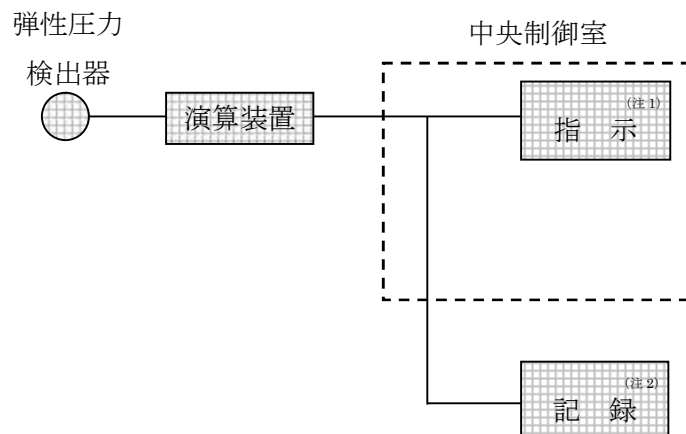 弾性圧力
検出器
演算装置
中央制御室
(注1)
指 示
(注2)
記 録